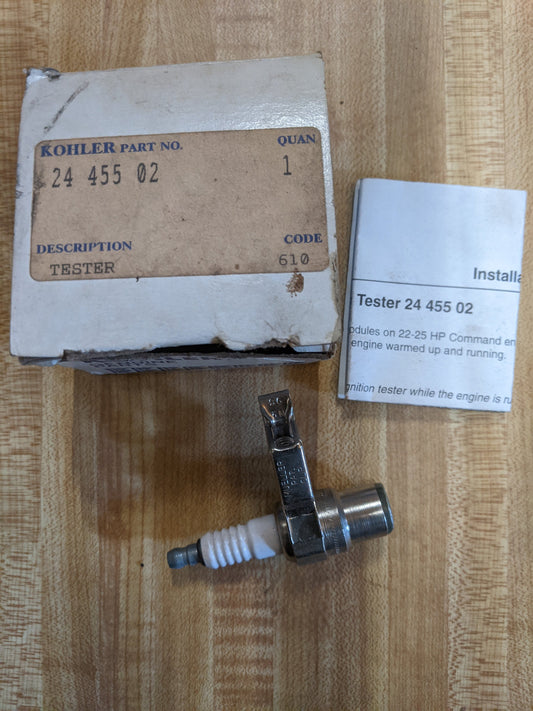 KOHLER PART NO. QUAN
24 455 02 1
DESCRIPTION CODE
TESTER 610
Installa
Tester 24 455 02
odules on 22-25 HP Command en
engine warmed up and running.
gnition tester while the engine is ru
MUELLER